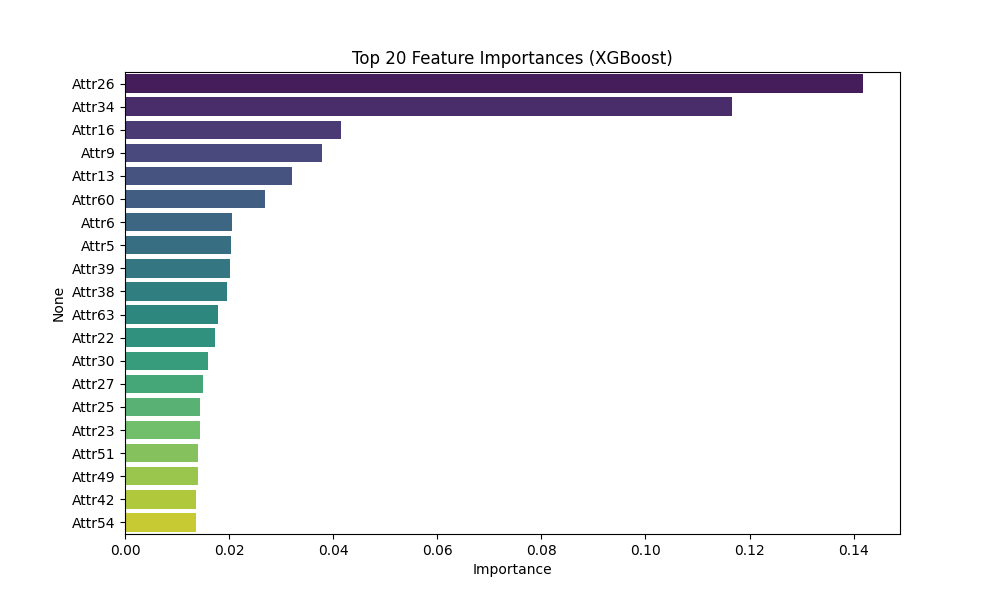 Top 20 Feature Importances (XGBoost)
Attr26
Attr34
Attr16
Attr9
Attr13
Attr60
Attr6
Attr5
Attr39
Attr38
None
Attr63
Attr22
Attr30
Attr27
Attr25
Attr23
Attr51
Attr49
Attr42
Attr54
0.00 0.02 0.04 0.06 0.08 0.10 0.12 0.14
Importance